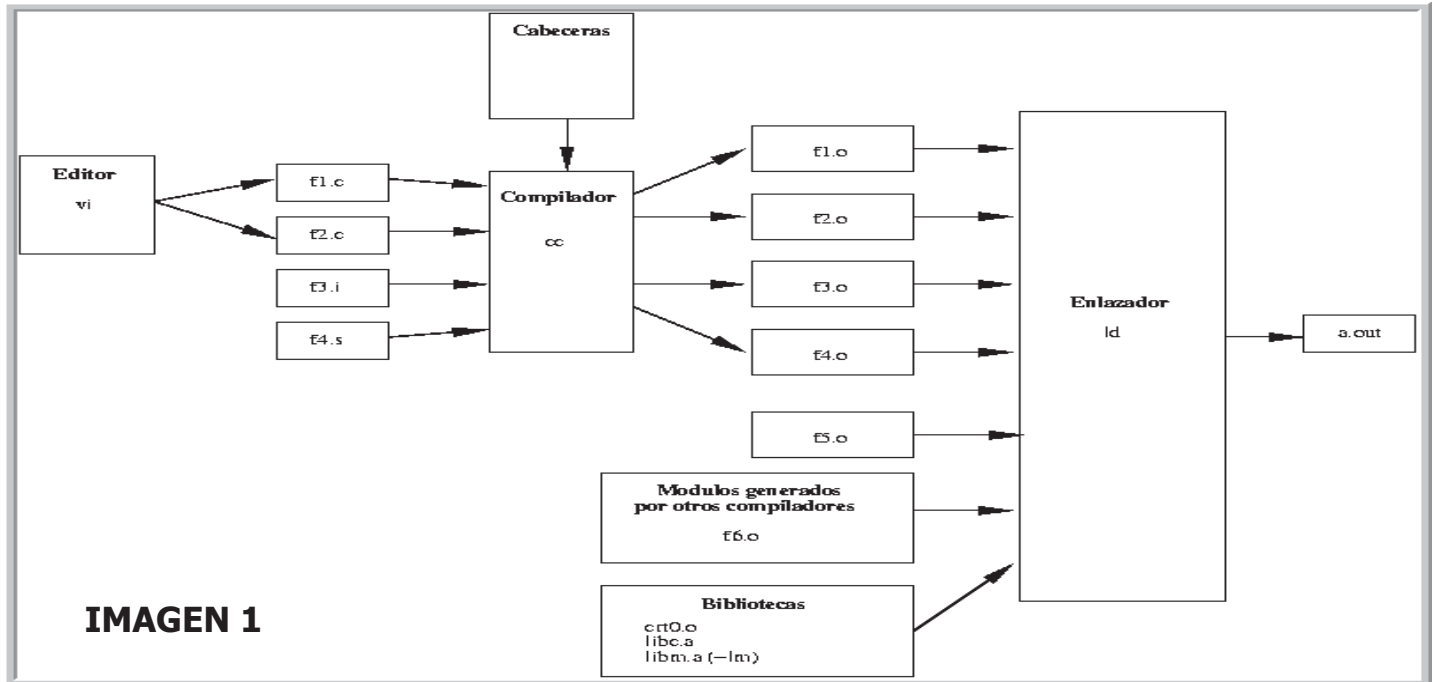 Cabeceras
Editor
vi
f1.c
f2.c
f3.i
f4.s
Compilador
cc
f1.o
f2.o
f3.o
f4.o
f5.o
Modulos generados
por otros compiladores
f6.o
Bibliotecas
crt0.o
libc.a
libm.a (-lm)
Enlazador
ld
a.out
IMAGEN 1